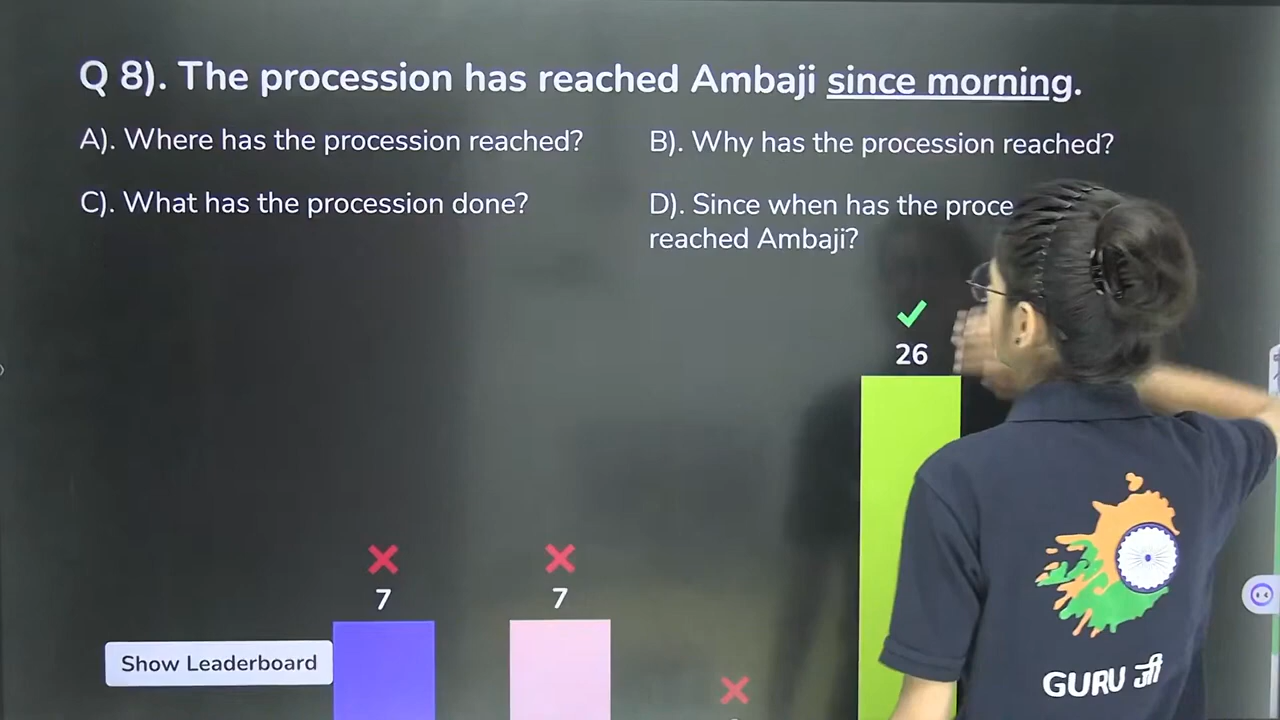 Q 8). The procession has reached Ambaji since morning.
A). Where has the procession reached?
B). Why has the procession reached?
C). What has the procession done?
D). Since when has the proce
reached Ambaji?
26
7
7
Show Leaderboard
GURU जी